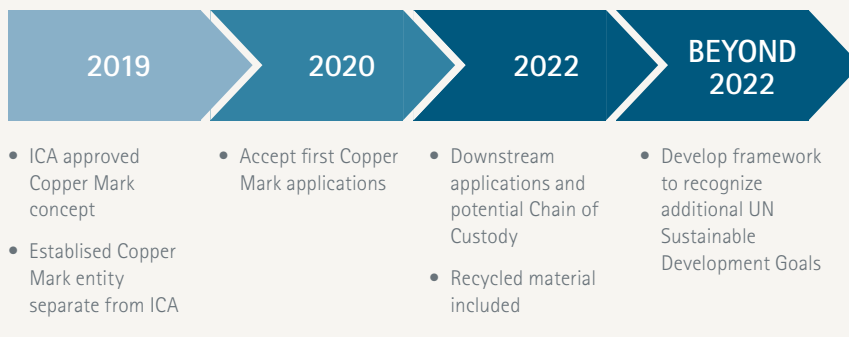 2019
2020
2022
BEYOND
2022
• ICA approved
Copper Mark
concept
• Establised Copper
Mark entity
separate from ICA
• Accept first Copper
Mark applications
• Downstream
applications and
potential Chain of
Custody
• Recycled material
included
• Develop framework
to recognize
additional UN
Sustainable
Development Goals